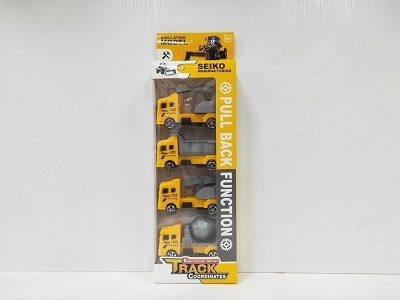 SIMULATION
MODEL
SEIKO
MANUFACTURING
PULL BACK FUNCTION
TRACK
COORDINATES